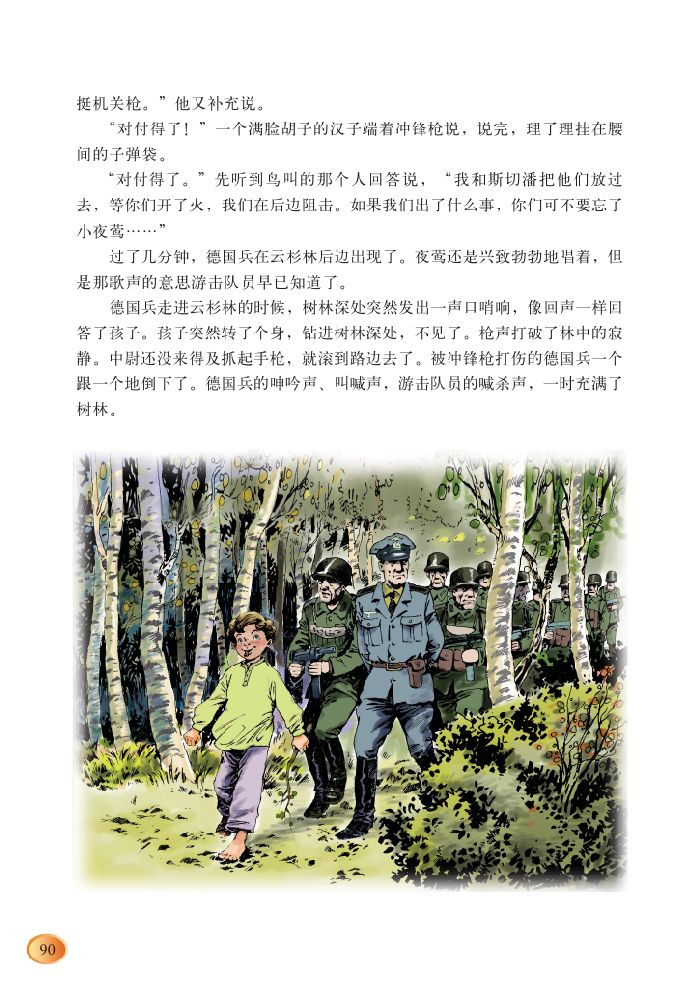 挺机关枪。”他又补充说。
“对付得了！”一个满脸胡子的汉子端着冲锋枪说，说完，理了理挂在腰
间的子弹袋。
“对付得了。”先听到鸟叫的那个人回答说，“我和斯切潘把他们放过
去，等你们开了火，我们在后边阻击。如果我们出了什么事，你们可不要忘了
小夜莺……”
过了几分钟，德国兵在云杉林后边出现了。夜莺还是兴致勃勃地唱着，但
是那歌声的意思游击队员早已知道了。
德国兵走进云杉林的时候，树林深处突然发出一声口哨响，像回声一样回
答了孩子。孩子突然转了个身，钻进树林深处，不见了。枪声打破了林中的寂
静。中尉还没来得及抓起手枪，就滚到路边去了。被冲锋枪打伤的德国兵一个
跟一个地倒下了。德国兵的呻吟声、叫喊声，游击队员的喊杀声，一时充满了
树林。
90